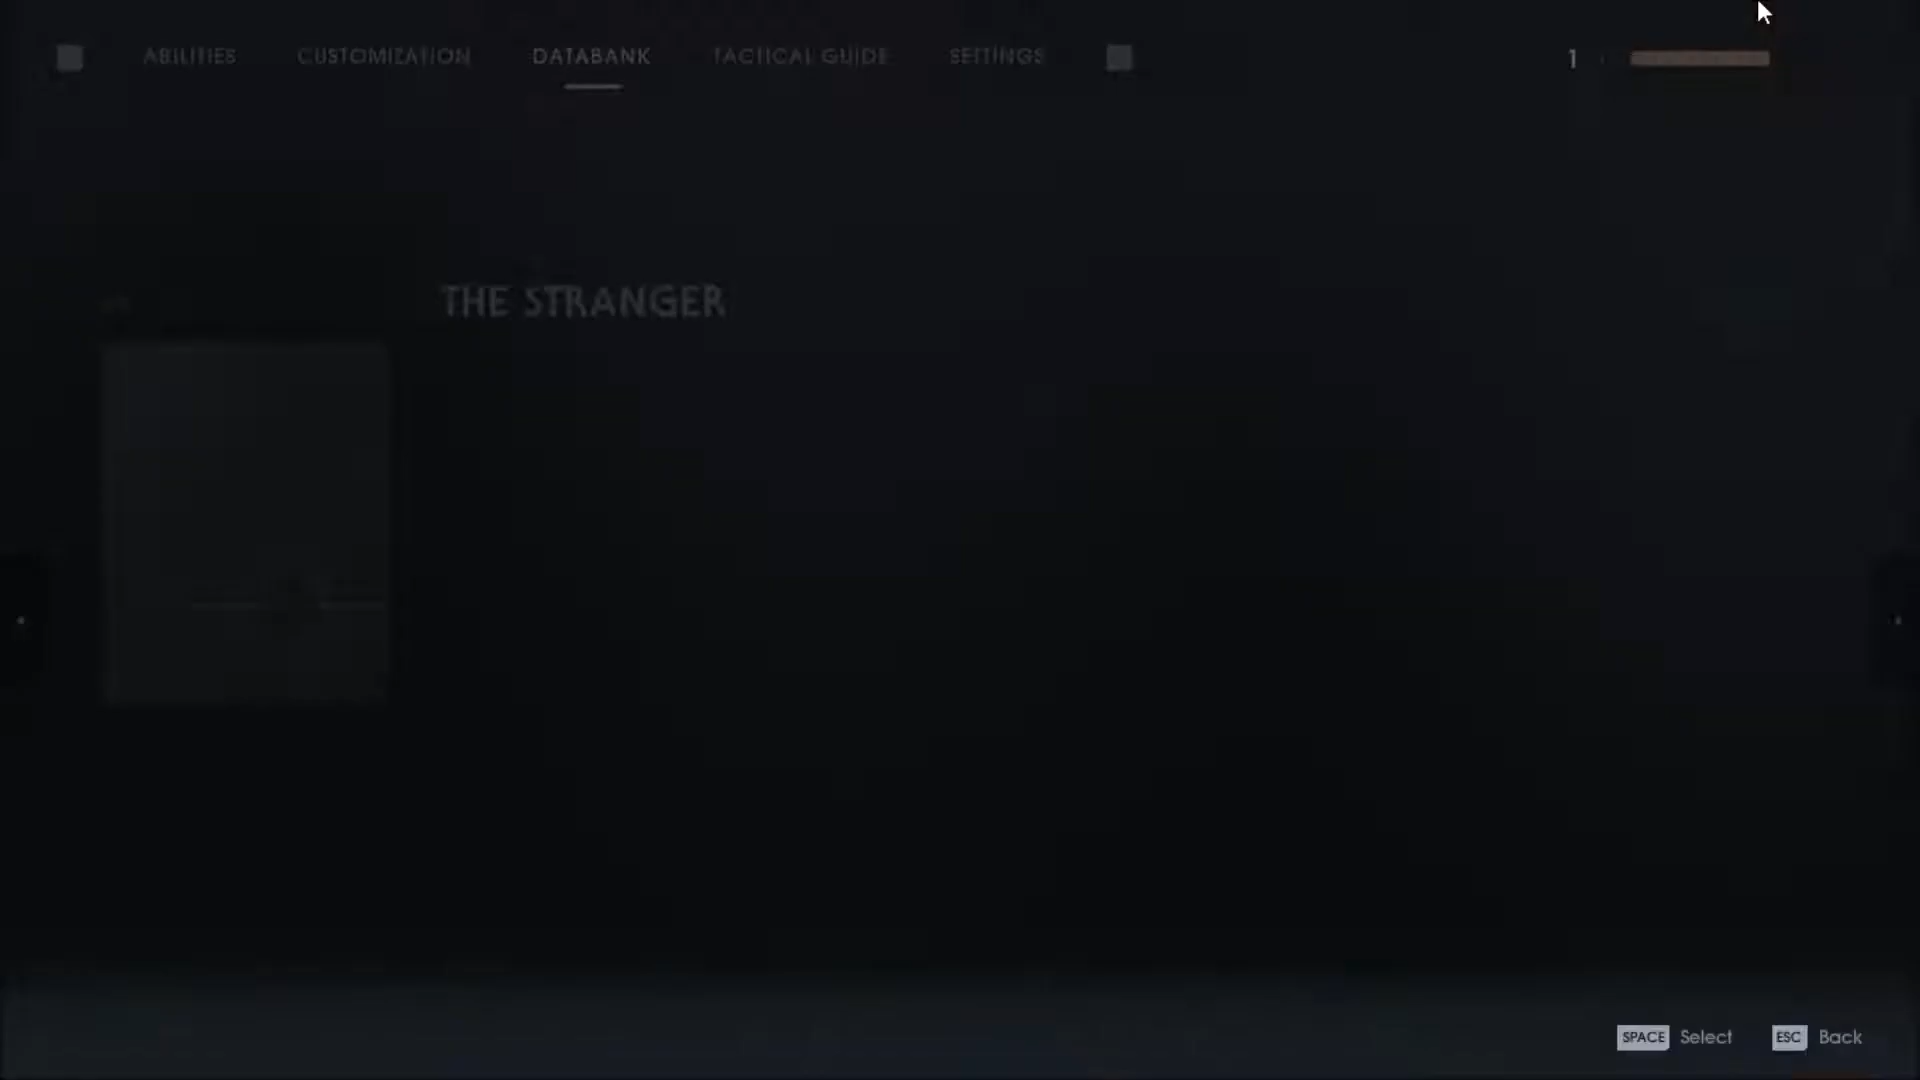 ABILITIES CUSTOMIZATION DATABANK TACTICAL GUIDE SETTINGS 1
THE STRANGER
SPACE Select ESC Back